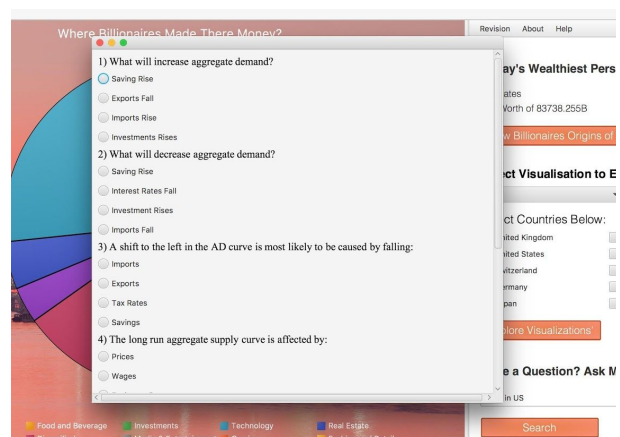 Where Billionaires Made There Money?
Revision About Help
1) What will increase aggregate demand?
Saving Rise
Exports Fall
Imports Rise
Investments Rises
2) What will decrease aggregate demand?
Saving Rise
Interest Rates Fall
Investment Rises
Imports Fall
3) A shift to the left in the AD curve is most likely to be caused by falling:
Imports
Exports
Tax Rates
Savings
4) The long run aggregate supply curve is affected by:
Prices
Wages
ay's Wealthiest Pers
ates
Worth of 83738.255B
w Billionaires Origins of
ect Visualisation to E
ct Countries Below:
nited Kingdom
nited States
witzerland
ermany
pan
plore Visualizations'
e a Question? Ask M
in US
Search
Food and Beverage Investments Technology Real Estate